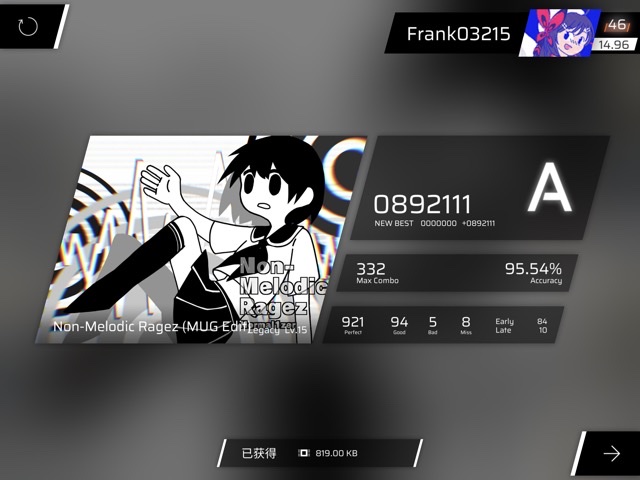 Frank03215
46
14.96
Non-
Melodic
Ragez
Non-Melodic Ragez (MUG Edit)
Legacy Lv.15
0892111
A
NEW BEST 0000000 +0892111
332
Max Combo
95.54%
Accuracy
921
Perfect
94
Good
5
Bad
8
Miss
Early 84
Late 10
已获得 819.00 KB